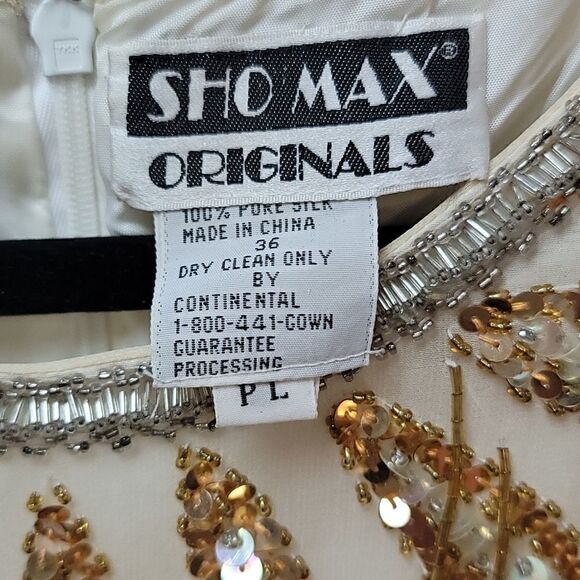 SHO MAX®
ORIGINALS
100% PURE SILK
MADE IN CHINA
36
DRY CLEAN ONLY
BY
CONTINENTAL
1-800-441-GOWN
GUARANTEE
PROCESSING
PL